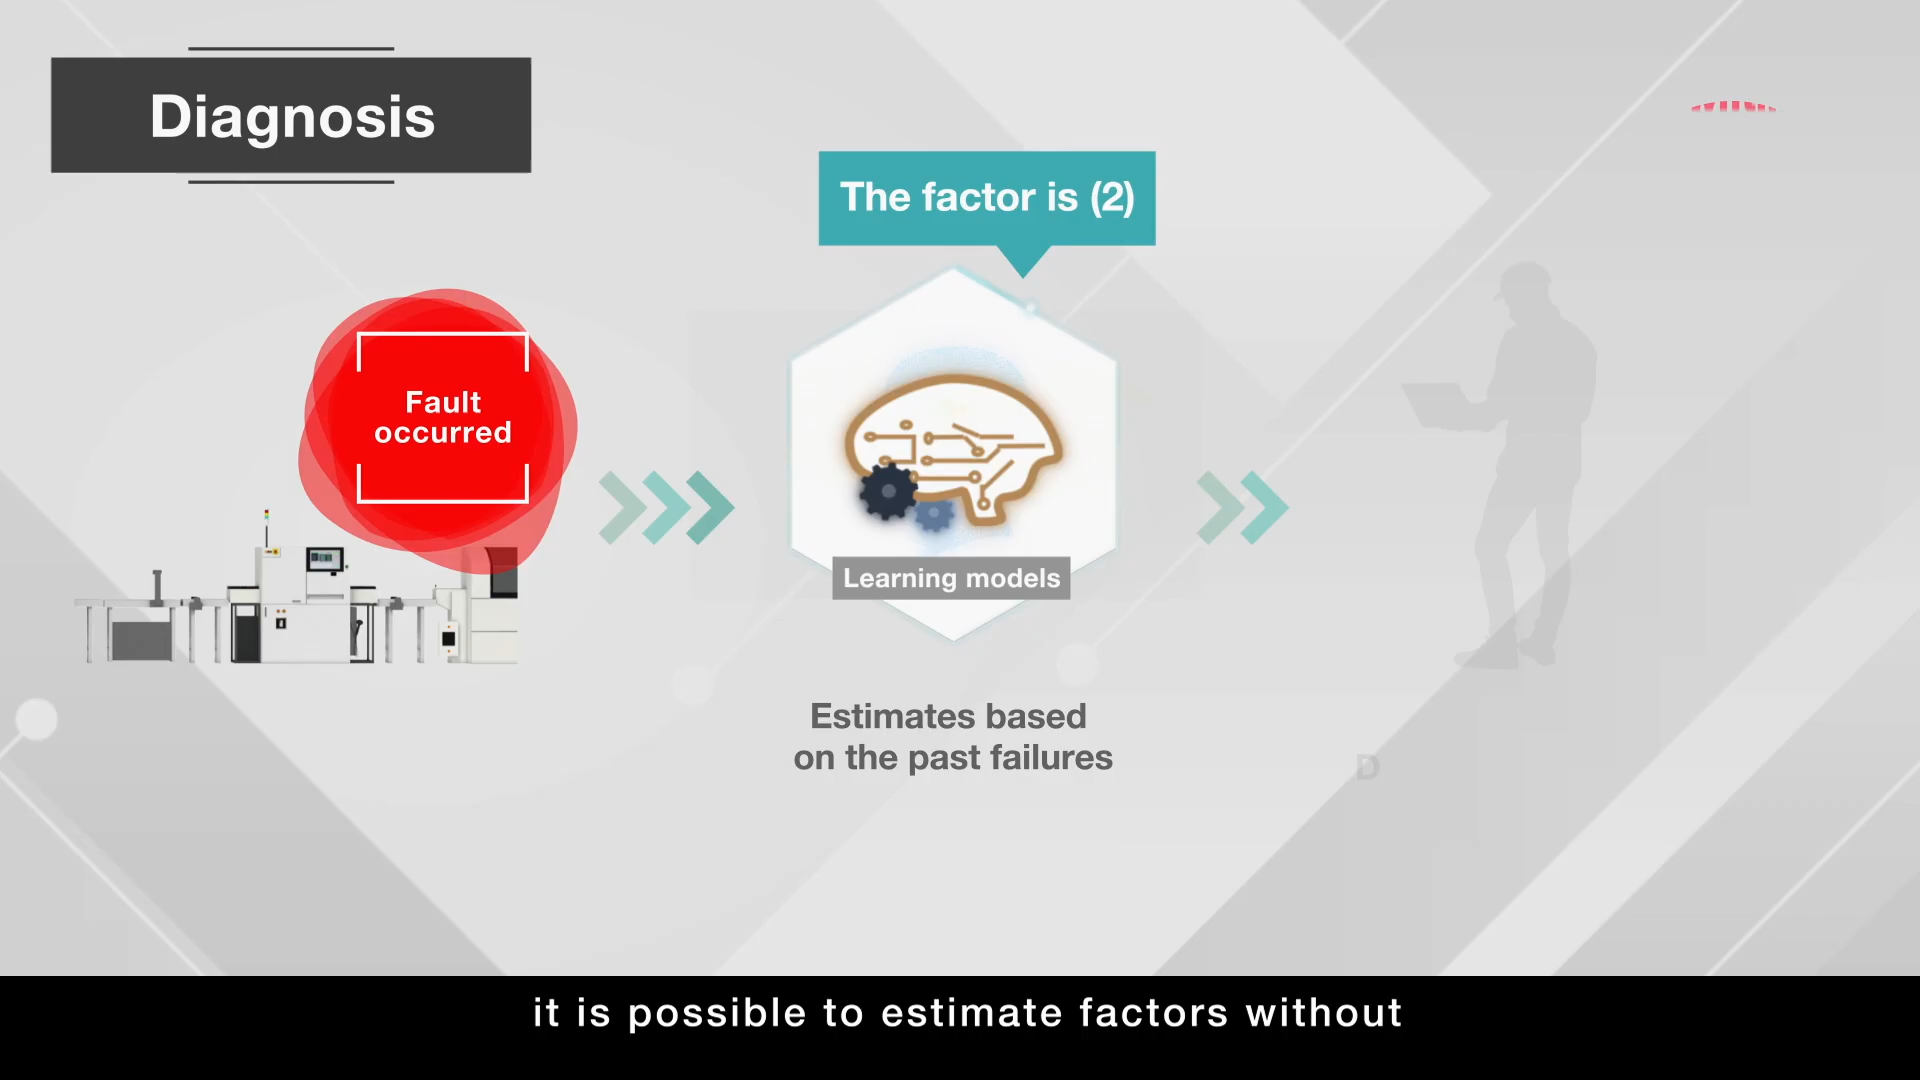 Diagnosis
The factor is (2)
Fault
occurred
Learning models
Estimates based
on the past failures
D
it is possible to estimate factors without